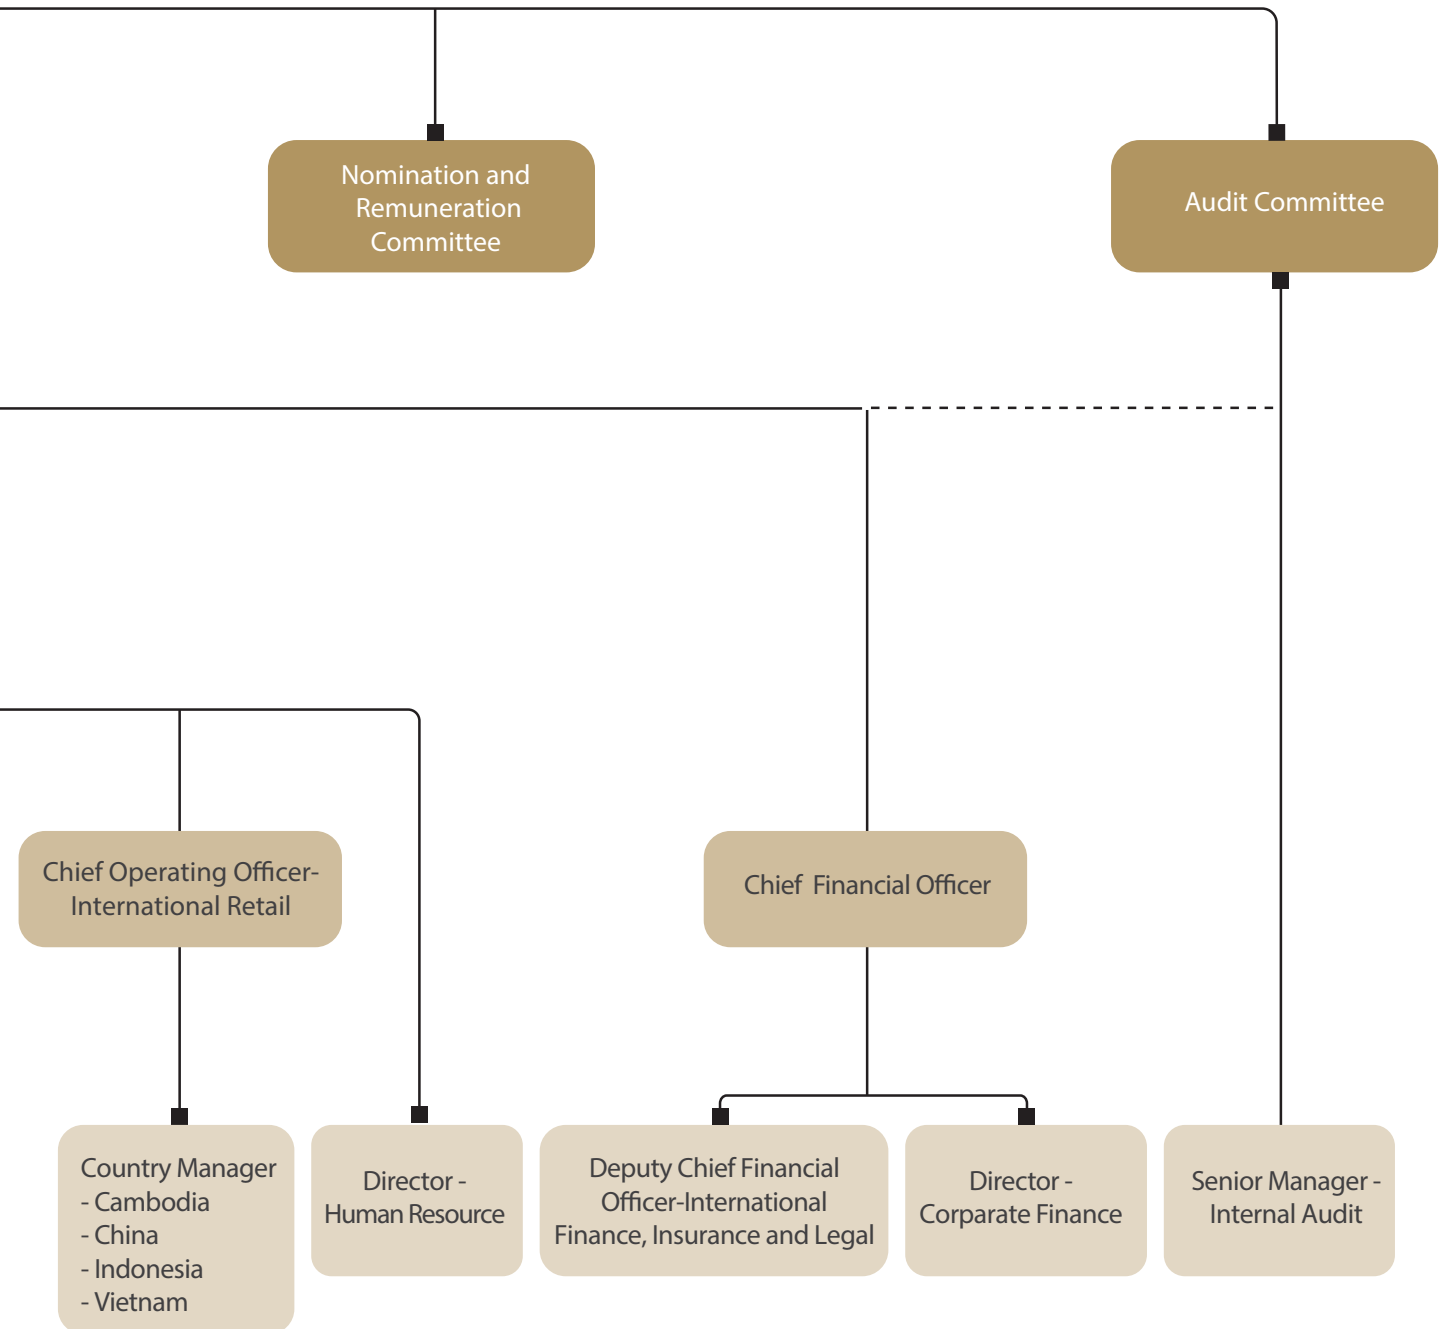 Nomination and
Remuneration
Committee
Audit Committee
Chief Operating Officer-
International Retail
Chief  Financial Officer
Country Manager
- Cambodia
- China
- Indonesia
- Vietnam
Director -
Human Resource
Deputy Chief Financial
Officer-International
Finance, Insurance and Legal
Director -
Corparate Finance
Senior Manager -
Internal Audit